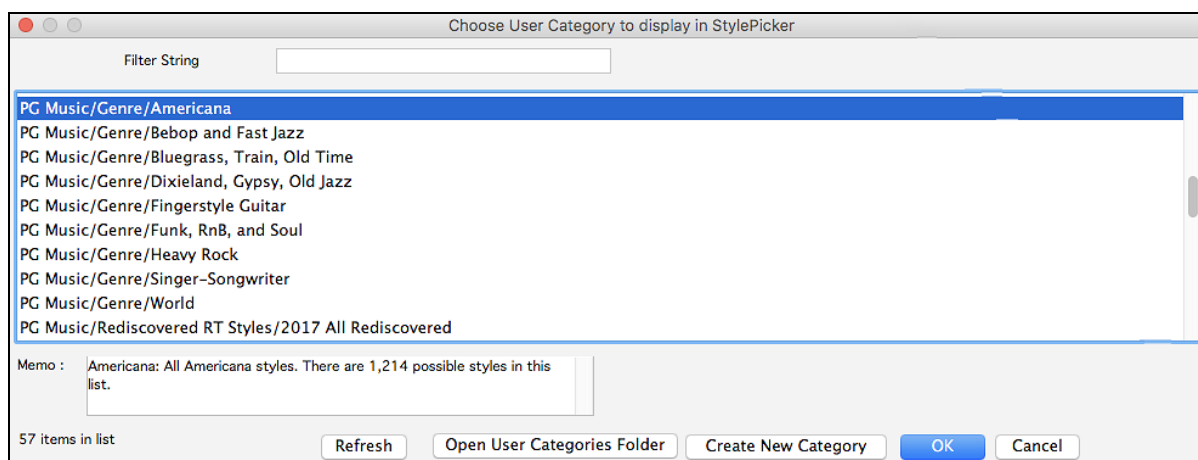 Choose User Category to display in StylePicker
Filter String
PG Music/Genre/Americana
PG Music/Genre/Bebop and Fast Jazz
PG Music/Genre/Bluegrass, Train, Old Time
PG Music/Genre/Dixieland, Gypsy, Old Jazz
PG Music/Genre/Fingerstyle Guitar
PG Music/Genre/Funk, RnB, and Soul
PG Music/Genre/Heavy Rock
PG Music/Genre/Singer-Songwriter
PG Music/Genre/World
PG Music/Rediscovered RT Styles/2017 All Rediscovered
Memo : Americana: All Americana styles. There are 1,214 possible styles in this
list.
57 items in list Refresh Open User Categories Folder Create New Category OK Cancel